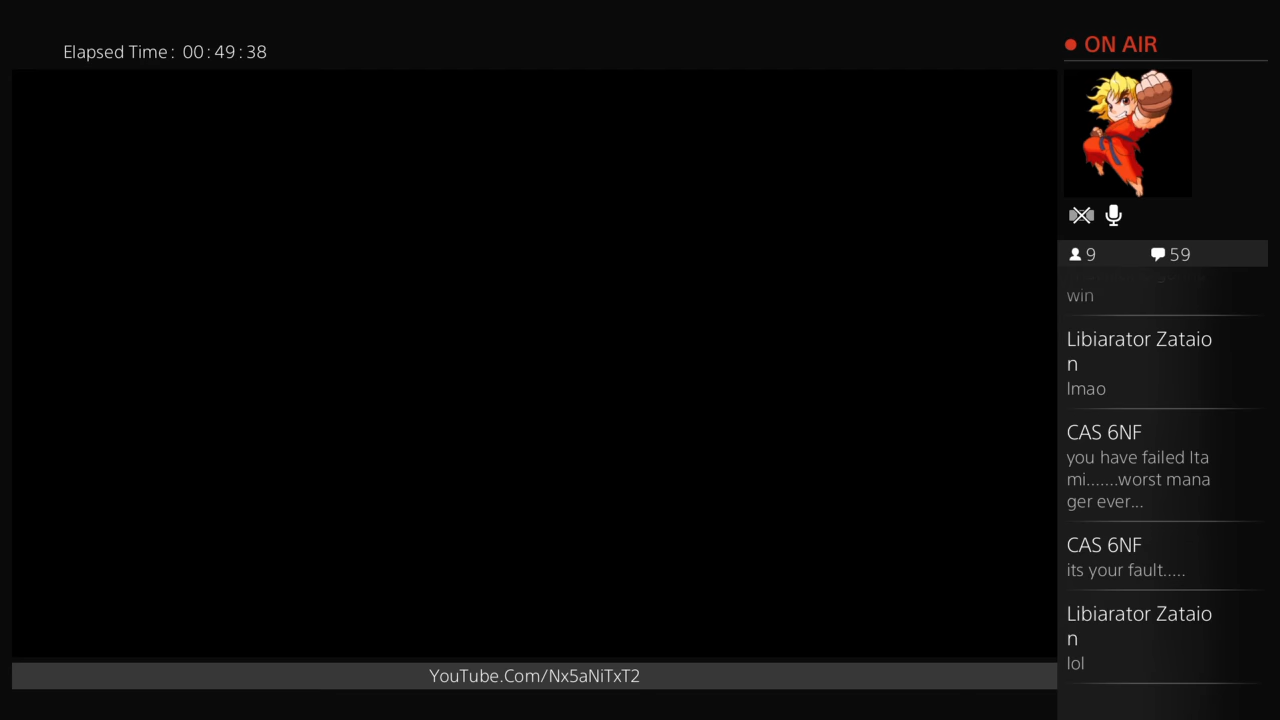 Elapsed Time: 00:49:38
ON AIR
9 59
win
Libiarator Zataio
n
lmao
CAS 6NF
you have failed Ita
mi.......worst mana
ger ever...
CAS 6NF
its your fault.....
Libiarator Zataio
n
lol
YouTube.Com/Nx5aNiTxT2